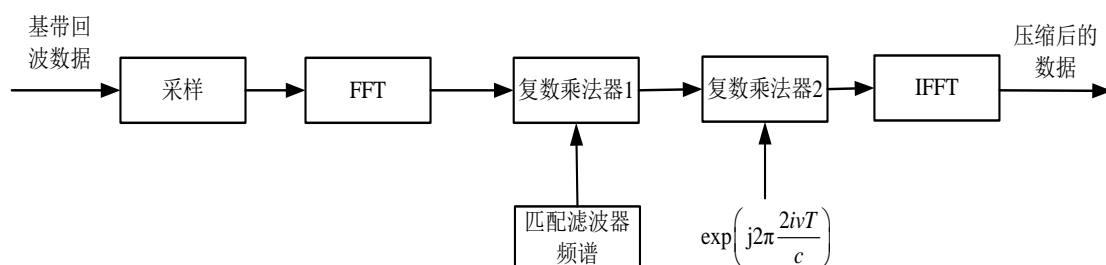 基带回
波数据
采样
FFT
复数乘法器1
复数乘法器2
IFFT
压缩后的
数据
匹配滤波器
频谱
exp(j2π 2ivT/c)